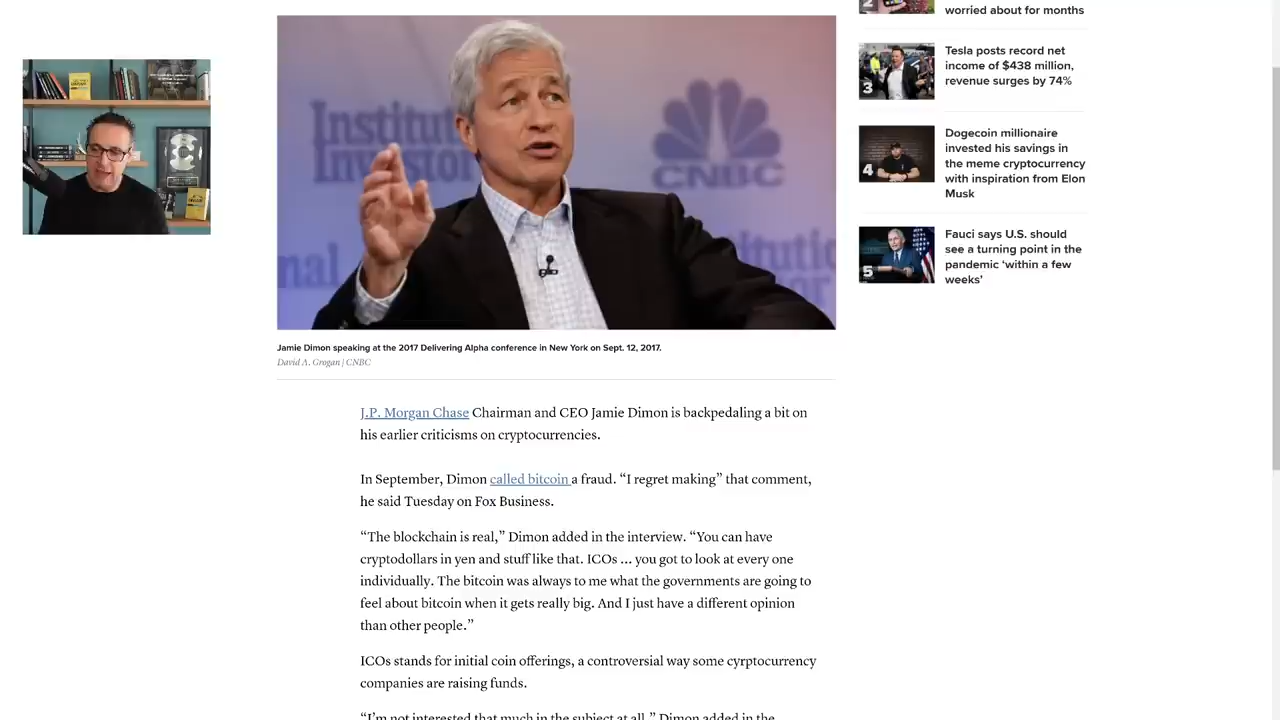 worried about for months
3
Tesla posts record net
income of $438 million,
revenue surges by 74%
4
Dogecoin millionaire
invested his savings in
the meme cryptocurrency
with inspiration from Elon
Musk
5
Fauci says U.S. should
see a turning point in the
pandemic ‘within a few
weeks’
Institu
CNBC
Jamie Dimon speaking at the 2017 Delivering Alpha conference in New York on Sept. 12, 2017.
David A. Grogan | CNBC
J.P. Morgan Chase Chairman and CEO Jamie Dimon is backpedaling a bit on
his earlier criticisms on cryptocurrencies.
In September, Dimon called bitcoin a fraud. “I regret making” that comment,
he said Tuesday on Fox Business.
“The blockchain is real,” Dimon added in the interview. “You can have
cryptodollars in yen and stuff like that. ICOs ... you got to look at every one
individually. The bitcoin was always to me what the governments are going to
feel about bitcoin when it gets really big. And I just have a different opinion
than other people.”
ICOs stands for initial coin offerings, a controversial way some cyrptocurrency
companies are raising funds.
“I’m not interested that much in the subject at all,” Dimon added in the